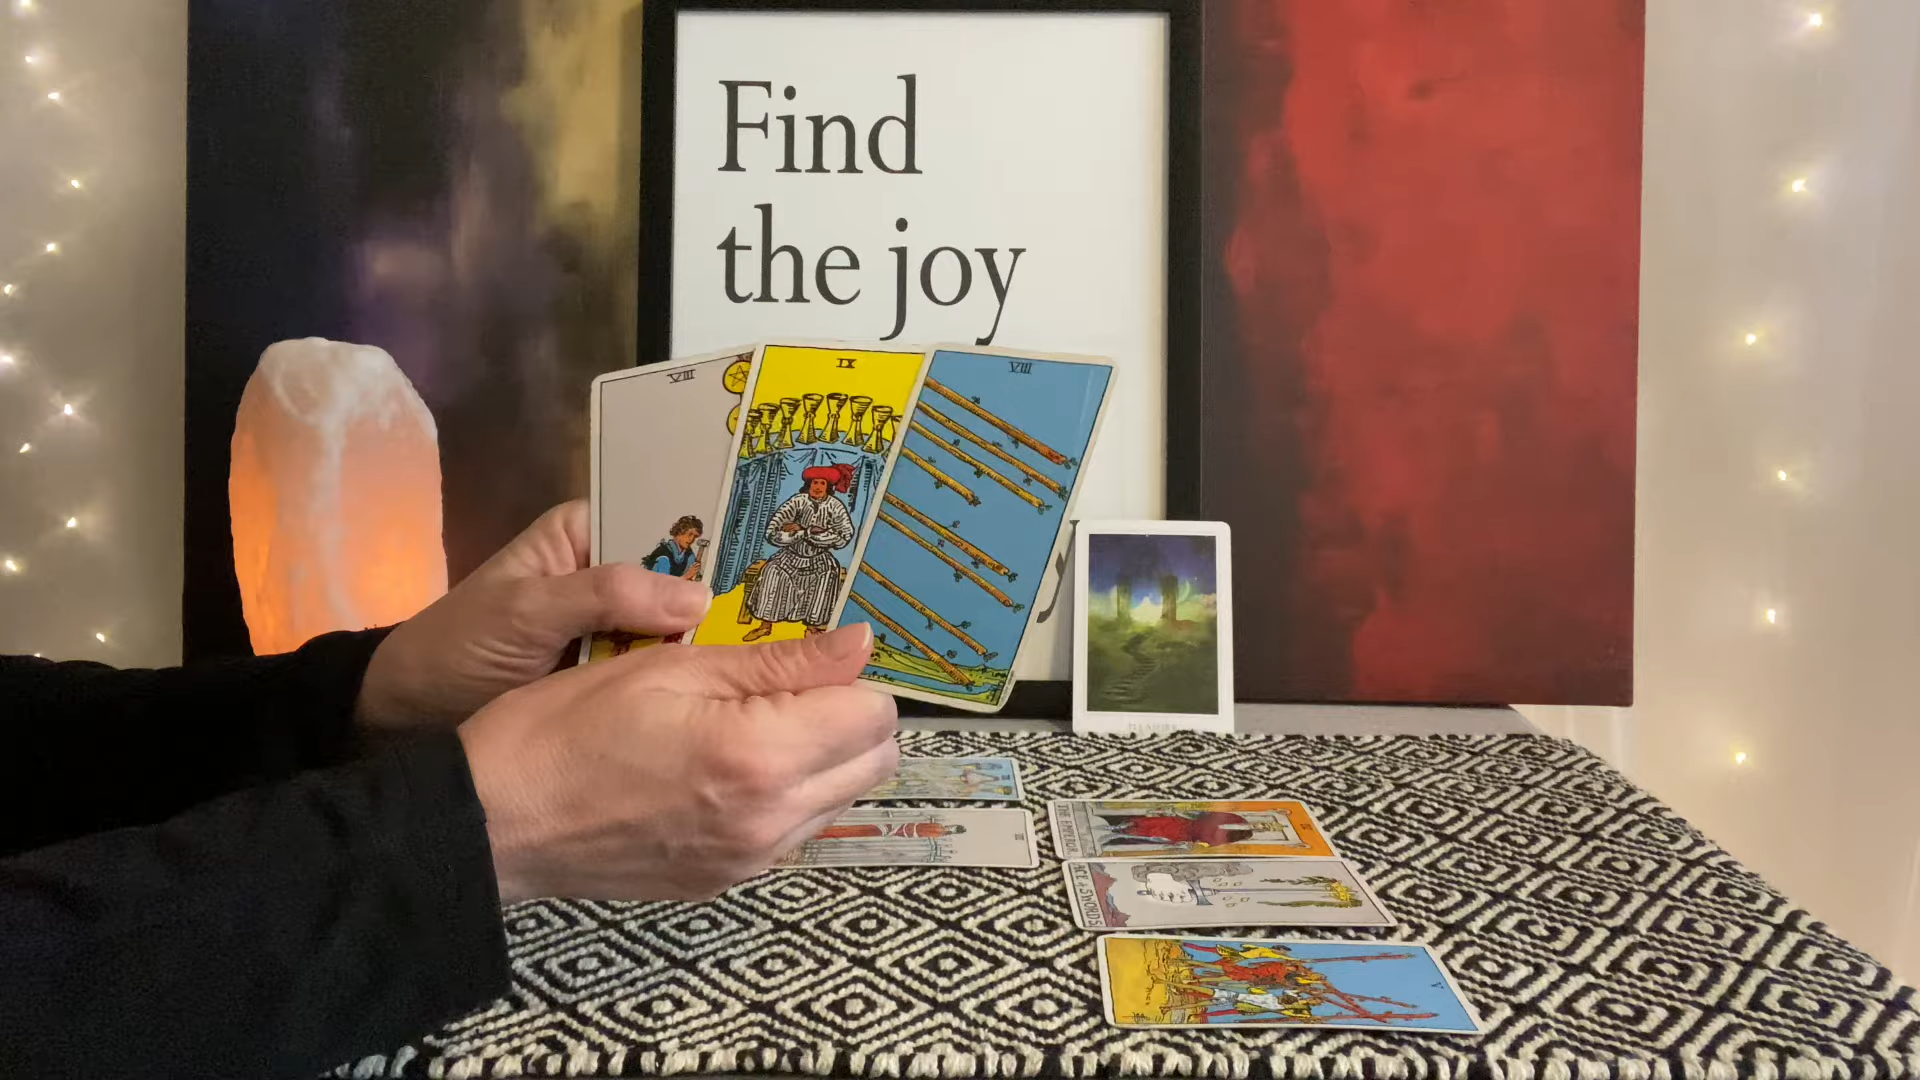 Find
the joy
VIII
IX
VIII
THE EMPEROR
ACE of SWORDS
V